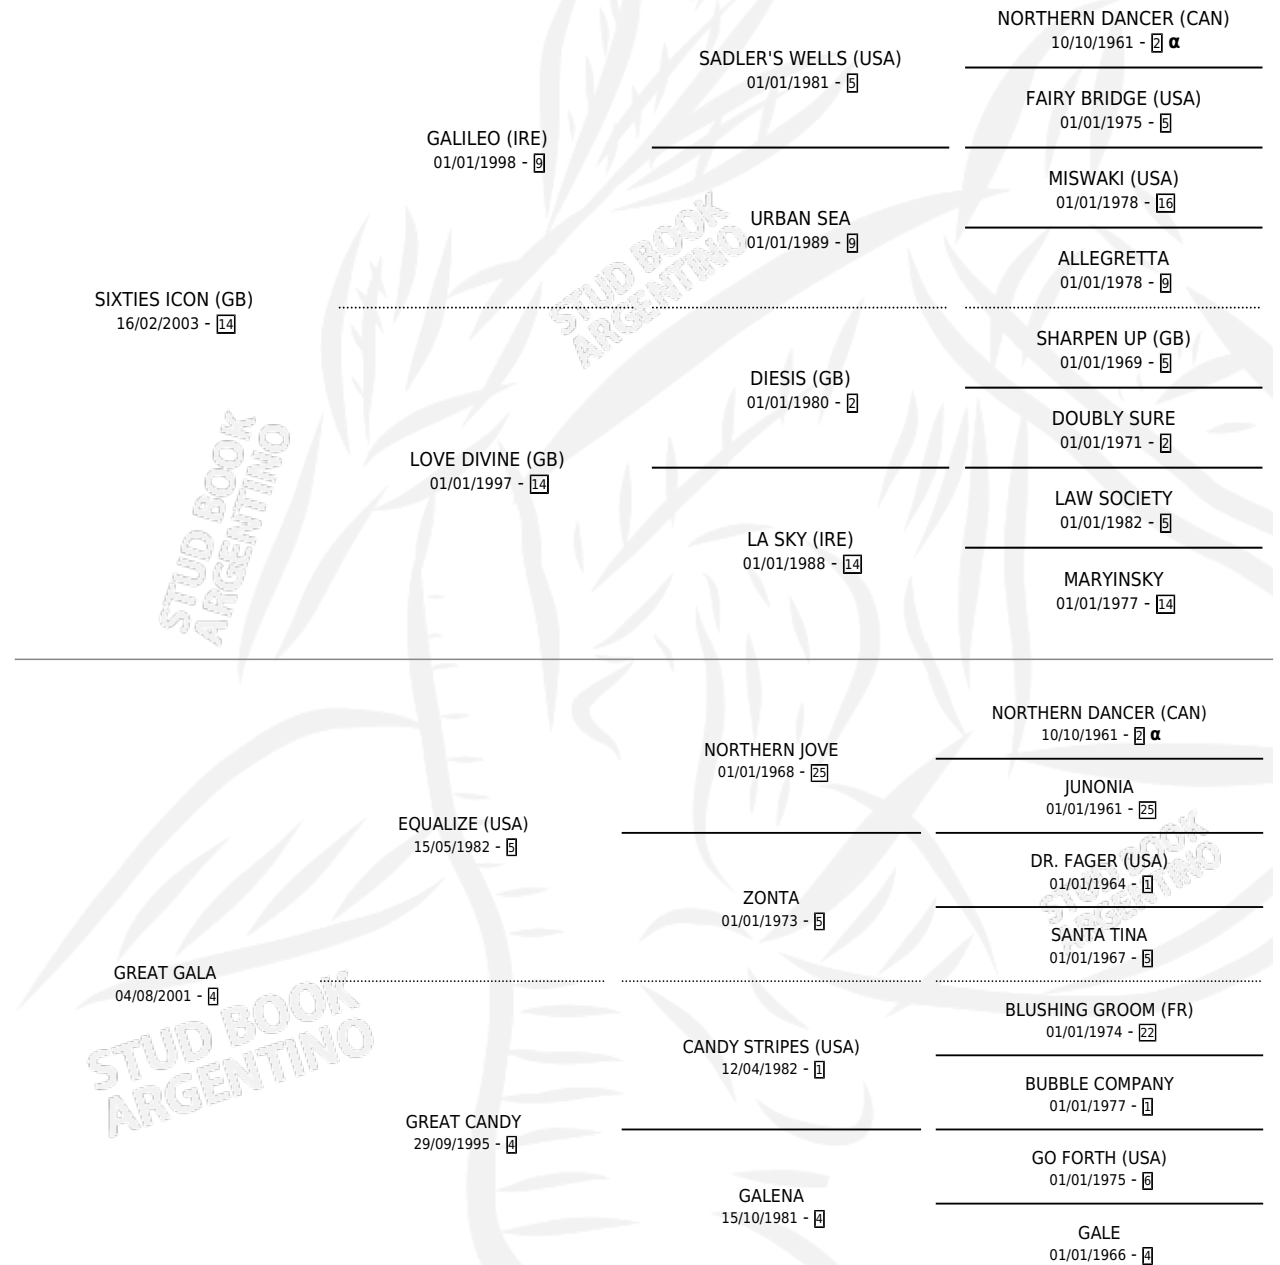 NORTHERN DANCER (CAN)
10/10/1961 - 2 α
SADLER'S WELLS (USA)
01/01/1981 - 5
FAIRY BRIDGE (USA)
01/01/1975 - 5
GALILEO (IRE)
01/01/1998 - 9
MISWAKI (USA)
01/01/1978 - 16
URBAN SEA
01/01/1989 - 9
ALLEGRETTA
01/01/1978 - 9
SIXTIES ICON (GB)
16/02/2003 - 14
SHARPEN UP (GB)
01/01/1969 - 5
DIESIS (GB)
01/01/1980 - 2
DOUBLY SURE
01/01/1971 - 2
LOVE DIVINE (GB)
01/01/1997 - 14
LAW SOCIETY
01/01/1982 - 5
LA SKY (IRE)
01/01/1988 - 14
MARYINSKY
01/01/1977 - 14
NORTHERN DANCER (CAN)
10/10/1961 - 2 α
NORTHERN JOVE
01/01/1968 - 25
JUNONIA
01/01/1961 - 25
EQUALIZE (USA)
15/05/1982 - 5
DR. FAGER (USA)
01/01/1964 - 1
ZONTA
01/01/1973 - 5
SANTA TINA
01/01/1967 - 5
GREAT GALA
04/08/2001 - 4
BLUSHING GROOM (FR)
01/01/1974 - 22
CANDY STRIPES (USA)
12/04/1982 - 1
BUBBLE COMPANY
01/01/1977 - 1
GREAT CANDY
29/09/1995 - 4
GO FORTH (USA)
01/01/1975 - 6
GALENA
15/10/1981 - 4
GALE
01/01/1966 - 4
STUD BOOK
ARGENTINO
STUD BOOK
ARGENTINO
STUD BOOK
ARGENTINO
STUD BOOK
ARGENTINO